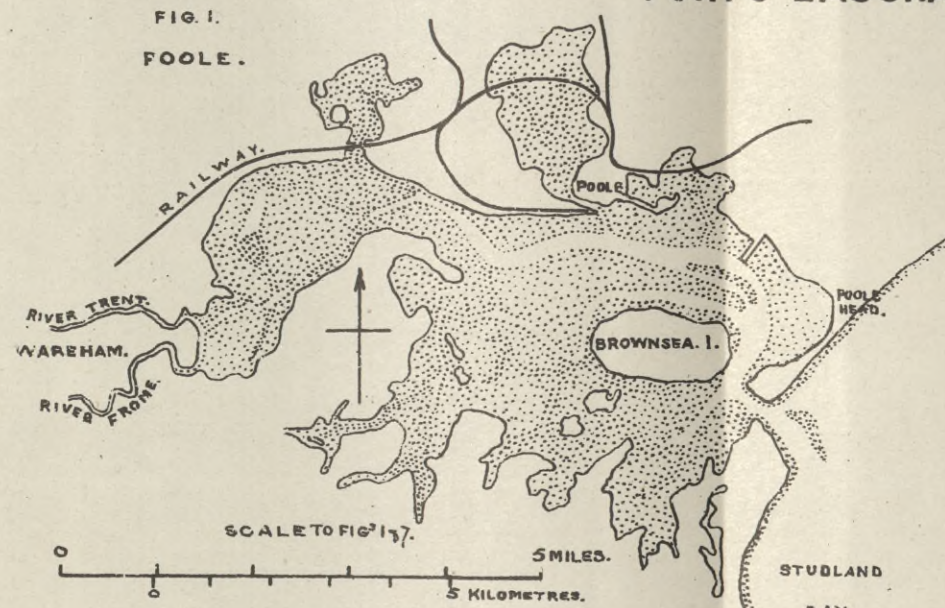 FIG. 1.
POOLE.
RAILWAY.
POOLE
POOLE
HEAD.
RIVER TRENT.
WAREHAM.
RIVER FROME.
BROWNSEA. I.
SCALE TO FIGS 1 & 7.
0 5 MILES.
0 5 KILOMETRES.
STUDLAND